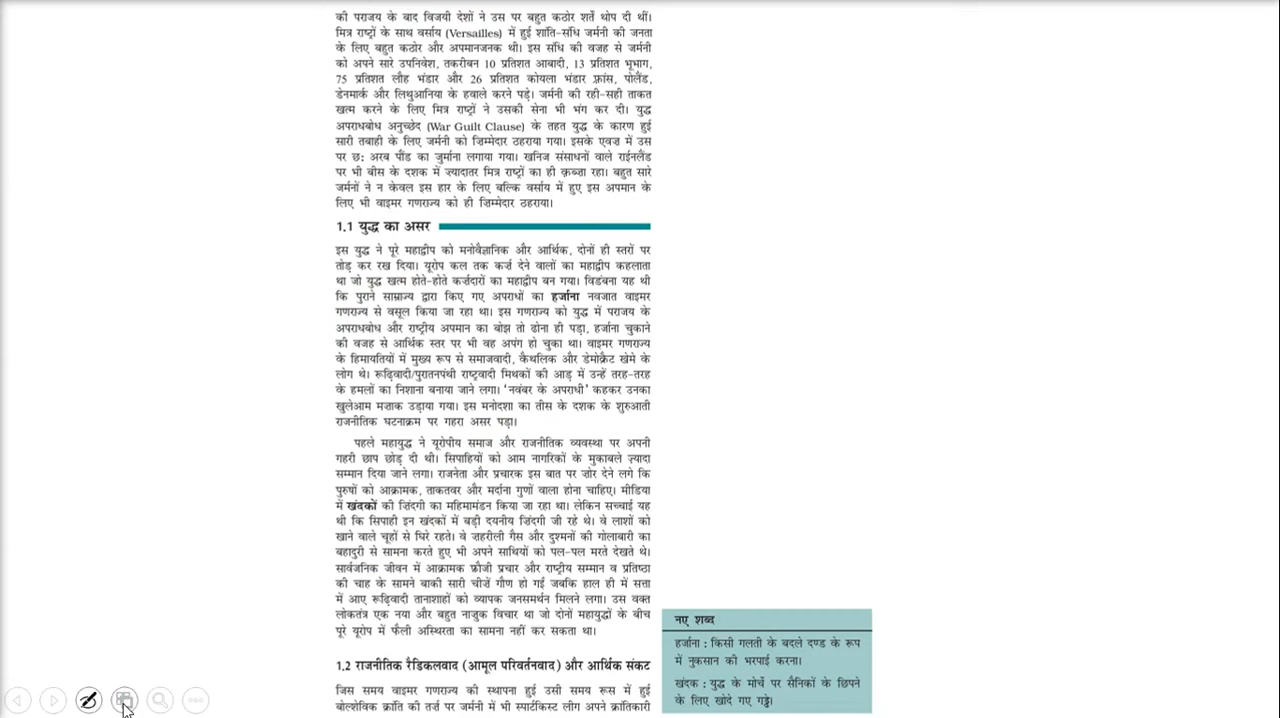 की पराजय के बाद विजयी देशों ने उस पर बहुत कठोर शर्तें थोप दी थीं।
मित्र राष्ट्रों के साथ वर्साय (Versailles) में हुई शांति-संधि जर्मनी की जनता
के लिए बहुत कठोर और अपमानजनक थी। इस संधि की वजह से जर्मनी
को अपने सारे उपनिवेश, तकरीबन 10 प्रतिशत आबादी, 13 प्रतिशत भूभाग,
75 प्रतिशत लौह भंडार और 26 प्रतिशत कोयला भंडार फ़्रांस, पोलैंड,
डेनमार्क और लिथुआनिया के हवाले करने पड़े। जर्मनी की रही-सही ताकत
खत्म करने के लिए मित्र राष्ट्रों ने उसकी सेना भी भंग कर दी। युद्ध
अपराधबोध अनुच्छेद (War Guilt Clause) के तहत युद्ध के कारण हुई
सारी तबाही के लिए जर्मनी को ज़िम्मेदार ठहराया गया। इसके एवज़ में उस
पर छ: अरब पौंड का जुर्माना लगाया गया। खनिज संसाधनों वाले राईनलैंड
पर भी बीस के दशक में ज़्यादातर मित्र राष्ट्रों का ही क़ब्ज़ा रहा। बहुत सारे
जर्मनों ने न केवल इस हार के लिए बल्कि वर्साय में हुए इस अपमान के
लिए भी वाइमर गणराज्य को ही ज़िम्मेदार ठहराया।
1.1 युद्ध का असर
इस युद्ध ने पूरे महाद्वीप को मनोवैज्ञानिक और आर्थिक, दोनों ही स्तरों पर
तोड़ कर रख दिया। यूरोप कल तक कर्ज़ देने वालों का महाद्वीप कहलाता
था जो युद्ध खत्म होते-होते कर्ज़दारों का महाद्वीप बन गया। विडंबना यह थी
कि पुराने साम्राज्य द्वारा किए गए अपराधों का हर्जाना नवजात वाइमर
गणराज्य से वसूल किया जा रहा था। इस गणराज्य को युद्ध में पराजय के
अपराधबोध और राष्ट्रीय अपमान का बोझ तो ढोना ही पड़ा, हर्जाना चुकाने
की वजह से आर्थिक स्तर पर भी वह अपंग हो चुका था। वाइमर गणराज्य
के हिमायतियों में मुख्य रूप से समाजवादी, कैथलिक और डेमोक्रैट खेमे के
लोग थे। रूढ़िवादी/पुरातनपंथी राष्ट्रवादी मिथकों की आड़ में उन्हें तरह-तरह
के हमलों का निशाना बनाया जाने लगा। 'नवंबर के अपराधी' कहकर उनका
खुलेआम मज़ाक उड़ाया गया। इस मनोदशा का तीस के दशक के शुरुआती
राजनीतिक घटनाक्रम पर गहरा असर पड़ा।
पहले महायुद्ध ने यूरोपीय समाज और राजनीतिक व्यवस्था पर अपनी
गहरी छाप छोड़ दी थी। सिपाहियों को आम नागरिकों के मुकाबले ज़्यादा
सम्मान दिया जाने लगा। राजनेता और प्रचारक इस बात पर ज़ोर देने लगे कि
पुरुषों को आक्रामक, ताकतवर और मर्दाना गुणों वाला होना चाहिए। मीडिया
में खंदकों की ज़िंदगी का महिमामंडन किया जा रहा था। लेकिन सच्चाई यह
थी कि सिपाही इन खंदकों में बड़ी दयनीय ज़िंदगी जी रहे थे। वे लाशों को
खाने वाले चूहों से घिरे रहते। वे ज़हरीली गैस और दुश्मनों की गोलाबारी का
बहादुरी से सामना करते हुए भी अपने साथियों को पल-पल मरते देखते थे।
सार्वजनिक जीवन में आक्रामक फ़ौजी प्रचार और राष्ट्रीय सम्मान व प्रतिष्ठा
की चाह के सामने बाकी सारी चीज़ें गौण हो गईं जबकि हाल ही में सत्ता
में आए रूढ़िवादी तानाशाहों को व्यापक जनसमर्थन मिलने लगा। उस वक्त
लोकतंत्र एक नया और बहुत नाज़ुक विचार था जो दोनों महायुद्धों के बीच
पूरे यूरोप में फैली अस्थिरता का सामना नहीं कर सकता था।
1.2 राजनीतिक रैडिकलवाद (आमूल परिवर्तनवाद) और आर्थिक संकट
जिस समय वाइमर गणराज्य की स्थापना हुई उसी समय रूस में हुई
बोल्शेविक क्रांति की तर्ज़ पर जर्मनी में भी स्पार्टकिस्ट लीग अपने क्रांतिकारी
नए शब्द
हर्जाना : किसी गलती के बदले दण्ड के रूप
में नुकसान की भरपाई करना।
खंदक : युद्ध के मोर्चे पर सैनिकों के छिपने
के लिए खोदे गए गड्ढे।